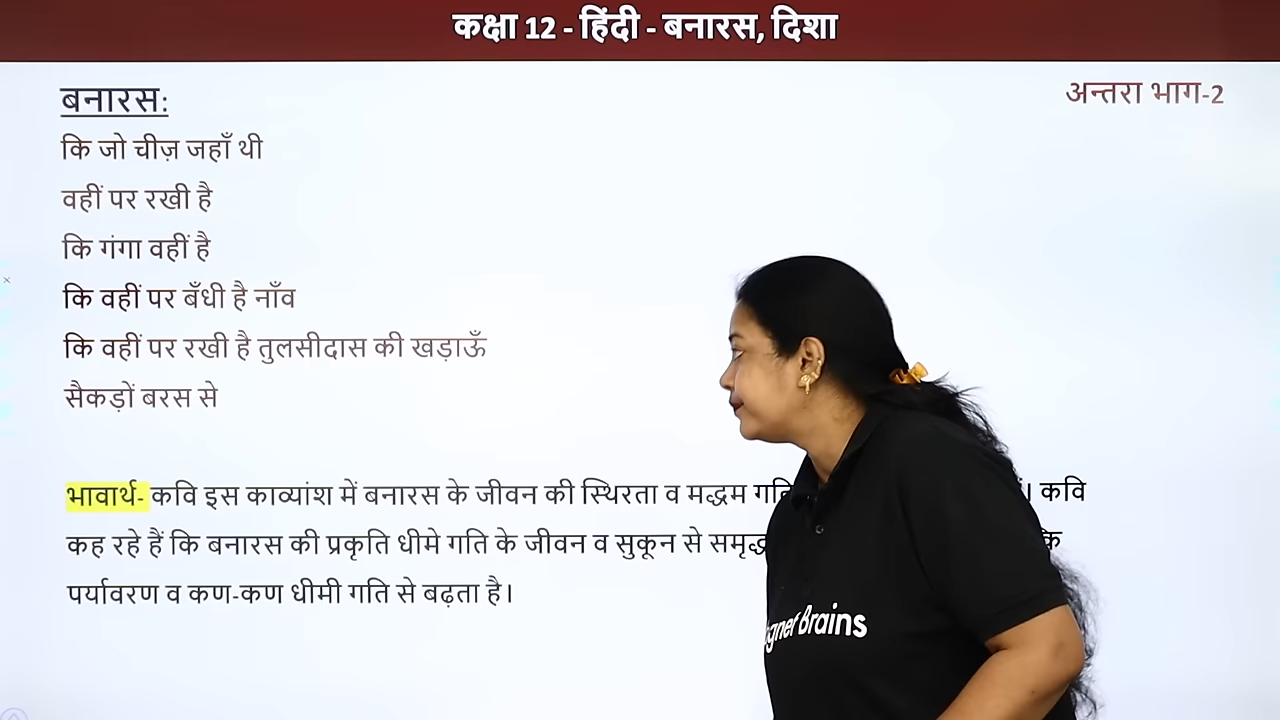 कक्षा 12 - हिंदी - बनारस, दिशा
बनारस:
अन्तरा भाग-2
कि जो चीज़ जहाँ थी
वहीं पर रखी है
कि गंगा वहीं है
कि वहीं पर बँधी है नाँव
कि वहीं पर रखी है तुलसीदास की खड़ाऊँ
सैकड़ों बरस से
भावार्थ- कवि इस काव्यांश में बनारस के जीवन की स्थिरता व मद्धम गति । कवि
कह रहे हैं कि बनारस की प्रकृति धीमे गति के जीवन व सुकून से समृद्ध
पर्यावरण व कण-कण धीमी गति से बढ़ता है।
Brains